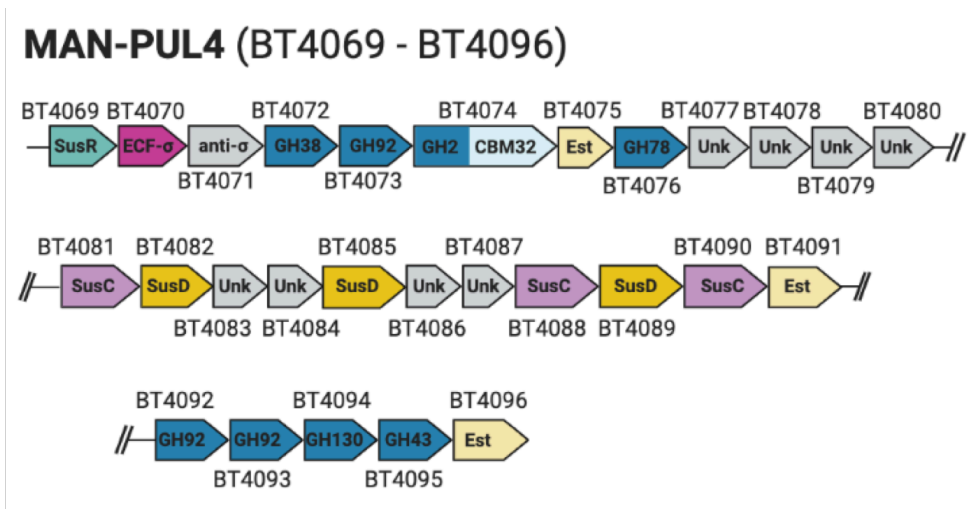 MAN-PUL4 (BT4069 - BT4096)
BT4069 BT4070 BT4072 BT4074 BT4075 BT4077 BT4078 BT4080
SusR ECF-σ anti-σ GH38 GH92 GH2 CBM32 Est GH78 Unk Unk Unk Unk
BT4071 BT4073 BT4076 BT4079
BT4081 BT4082 BT4085 BT4087 BT4090 BT4091
SusC SusD Unk Unk SusD Unk Unk SusC SusD SusC Est
BT4083 BT4084 BT4086 BT4088 BT4089
BT4092 BT4094 BT4096
GH92 GH92 GH130 GH43 Est
BT4093 BT4095